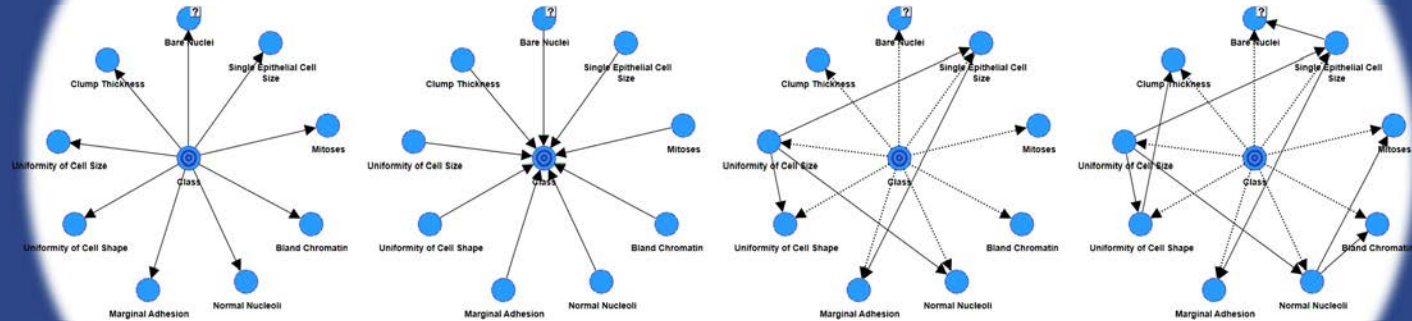 ?
Bare Nuclei
Single Epithelial Cell
Size
Clump Thickness
Mitoses
Uniformity of Cell Size
Class
Uniformity of Cell Shape
Bland Chromatin
Normal Nucleoli
Marginal Adhesion
?
Bare Nuclei
Single Epithelial Cell
Size
Clump Thickness
Mitoses
Uniformity of Cell Size
Class
Uniformity of Cell Shape
Bland Chromatin
Normal Nucleoli
Marginal Adhesion
?
Bare Nuclei
Single Epithelial Cell
Size
Clump Thickness
Mitoses
Uniformity of Cell Size
Class
Uniformity of Cell Shape
Bland Chromatin
Normal Nucleoli
Marginal Adhesion
?
Bare Nuclei
Single Epithelial Cell
Size
Clump Thickness
Mitoses
Uniformity of Cell Size
Class
Uniformity of Cell Shape
Bland Chromatin
Normal Nucleoli
Marginal Adhesion